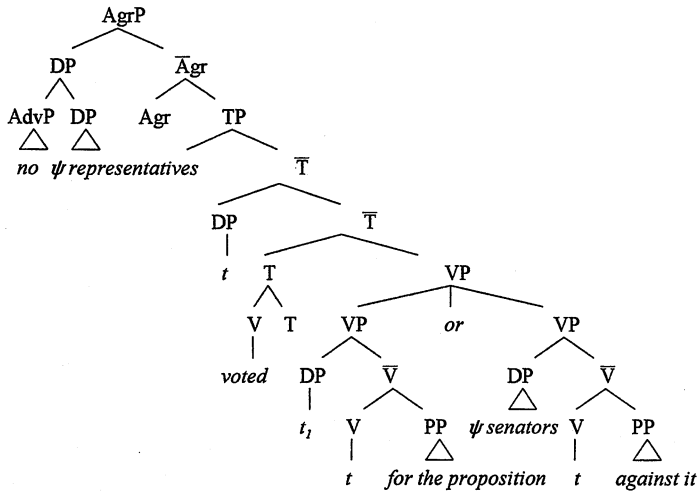 AgrP
DP A̅gr
AdvP DP Agr TP
no ψ representatives T̅
DP T̅
t T VP
V T VP or VP
voted DP V̅ DP V̅
t₁ V PP ψ senators V PP
t for the proposition t against it